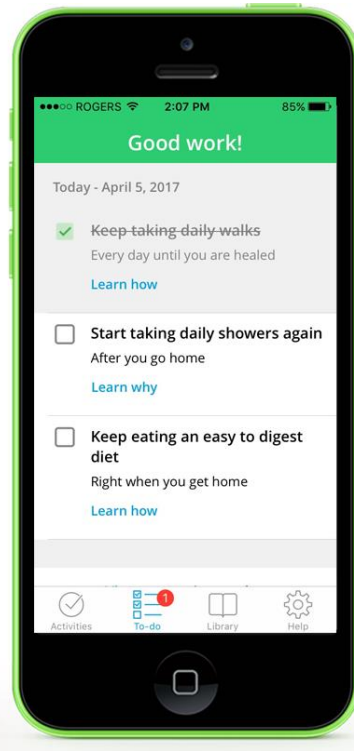 ROGERS 2:07 PM 85%
Good work!
Today - April 5, 2017
Keep taking daily walks
Every day until you are healed
Learn how
Start taking daily showers again
After you go home
Learn why
Keep eating an easy to digest
diet
Right when you get home
Learn how
1
Activities To-do Library Help